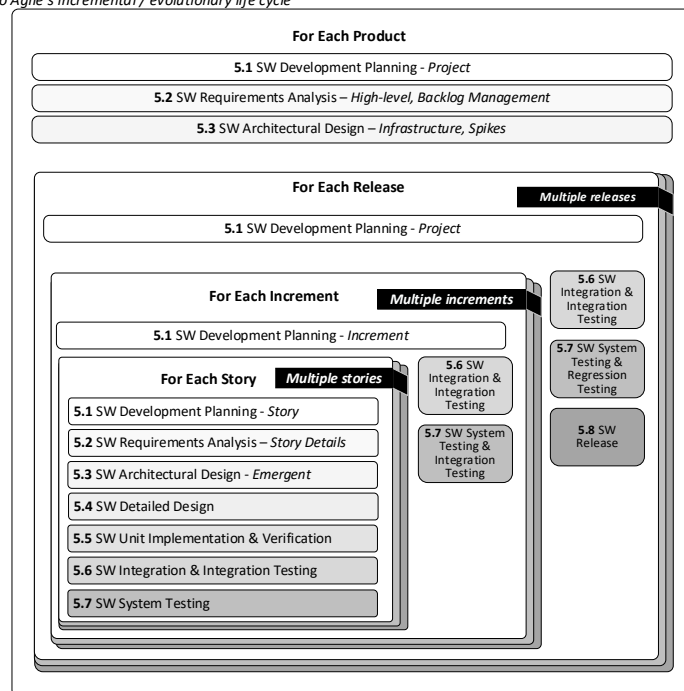 Agile's incremental / evolutionary life cycle
For Each Product
5.1 SW Development Planning - Project
5.2 SW Requirements Analysis – High-level, Backlog Management
5.3 SW Architectural Design – Infrastructure, Spikes
For Each Release
Multiple releases
5.1 SW Development Planning - Project
For Each Increment
Multiple increments
5.1 SW Development Planning - Increment
For Each Story
Multiple stories
5.1 SW Development Planning - Story
5.2 SW Requirements Analysis – Story Details
5.3 SW Architectural Design - Emergent
5.4 SW Detailed Design
5.5 SW Unit Implementation & Verification
5.6 SW Integration & Integration Testing
5.7 SW System Testing
5.6 SW
Integration &
Integration
Testing
5.7 SW System
Testing &
Integration
Testing
5.6 SW
Integration &
Integration
Testing
5.7 SW System
Testing &
Regression
Testing
5.8 SW
Release